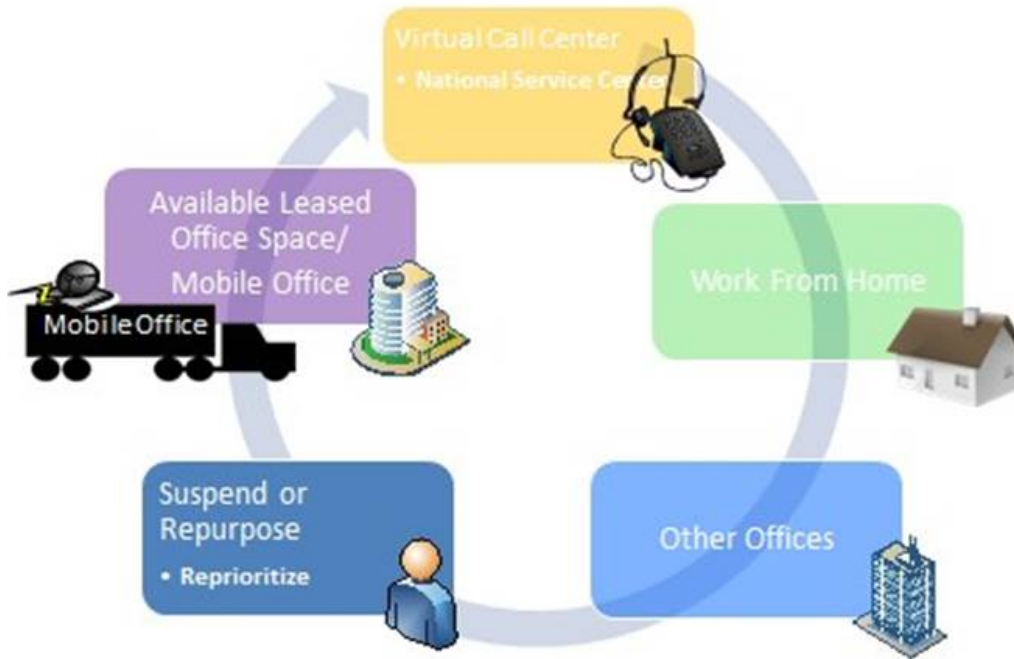 Virtual Call Center
• National Service Center
Work From Home
Other Offices
Suspend or
Repurpose
• Reprioritize
Available Leased
Office Space/
Mobile Office
Mobile Office